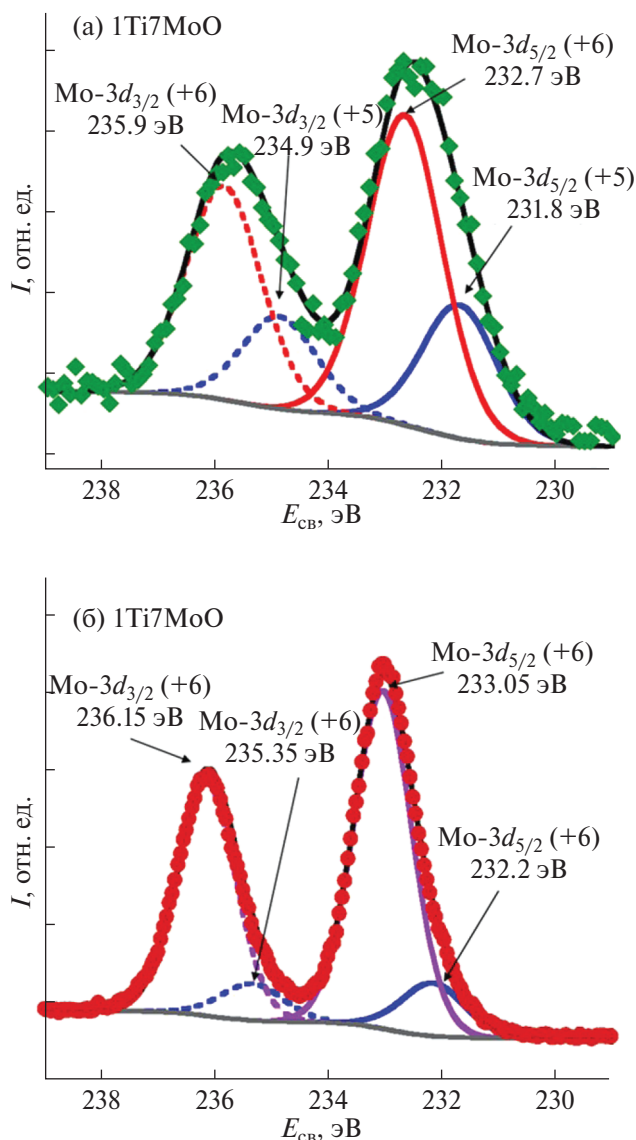 (а) 1Ti7MoO
Mo-3d5/2 (+6)
232.7 эВ
Mo-3d3/2 (+6)
235.9 эВ
Mo-3d3/2 (+5)
234.9 эВ
Mo-3d5/2 (+5)
231.8 эВ
I, отн. ед.
238 236 234 232 230
Eсв, эВ
(б) 1Ti7MoO
Mo-3d5/2 (+6)
233.05 эВ
Mo-3d3/2 (+6)
236.15 эВ
Mo-3d3/2 (+6)
235.35 эВ
Mo-3d5/2 (+6)
232.2 эВ
I, отн. ед.
238 236 234 232 230
Eсв, эВ